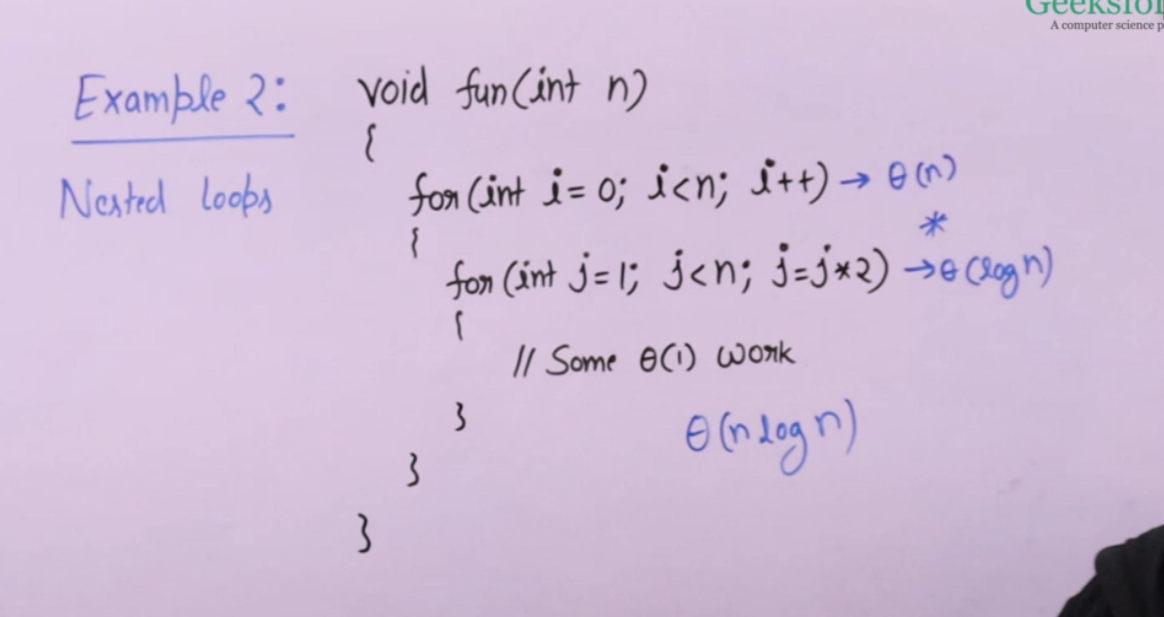 A computer science p
Example 2:
void fun(int n)
{
Nested loops
for(int i=0; i<n; i++) → θ(n)
{
*
for(int j=1; j<n; j=j*2) → θ(log n)
{
// Some θ(1) work
}
θ(n log n)
}
}